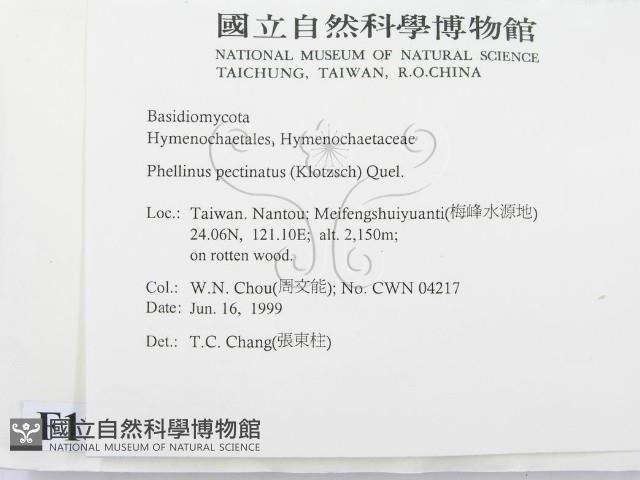 國立自然科學博物館
NATIONAL MUSEUM OF NATURAL SCIENCE
TAICHUNG, TAIWAN, R.O.CHINA
Basidiomycota
Hymenochaetales, Hymenochaetaceae
Phellinus pectinatus (Klotzsch) Quel.
Loc.: Taiwan. Nantou: Meifengshuiyuanti(梅峰水源地)
24.06N, 121.10E; alt. 2,150m;
on rotten wood.
Col.: W.N. Chou(周文能); No. CWN 04217
Date: Jun. 16, 1999
Det.: T.C. Chang(張東柱)
F1
國立自然科學博物館
NATIONAL MUSEUM OF NATURAL SCIENCE